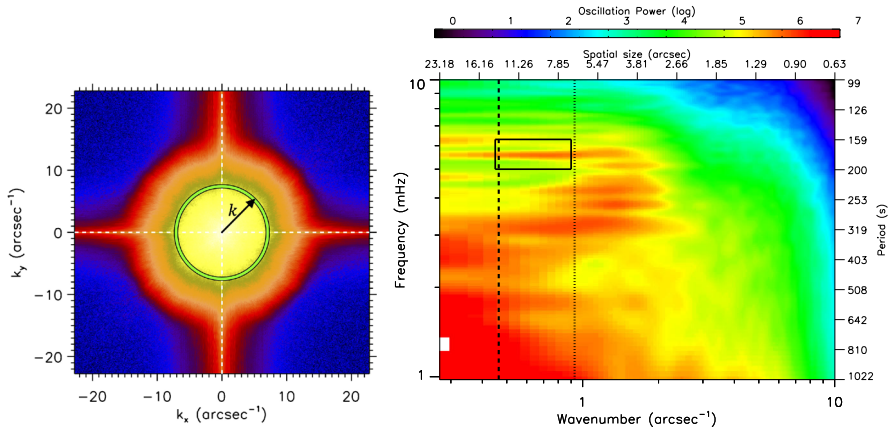 Oscillation Power (log)
0 1 2 3 4 5 6 7
Spatial size (arcsec)
23.18 16.16 11.26 7.85 5.47 3.81 2.66 1.85 1.29 0.90 0.63
20
10
0
−10
−20
k_y (arcsec⁻¹)
k
−20 −10 0 10 20
k_x (arcsec⁻¹)
10
1
Frequency (mHz)
99
126
159
200
253
319
403
508
642
810
1022
Period (s)
1 10
Wavenumber (arcsec⁻¹)